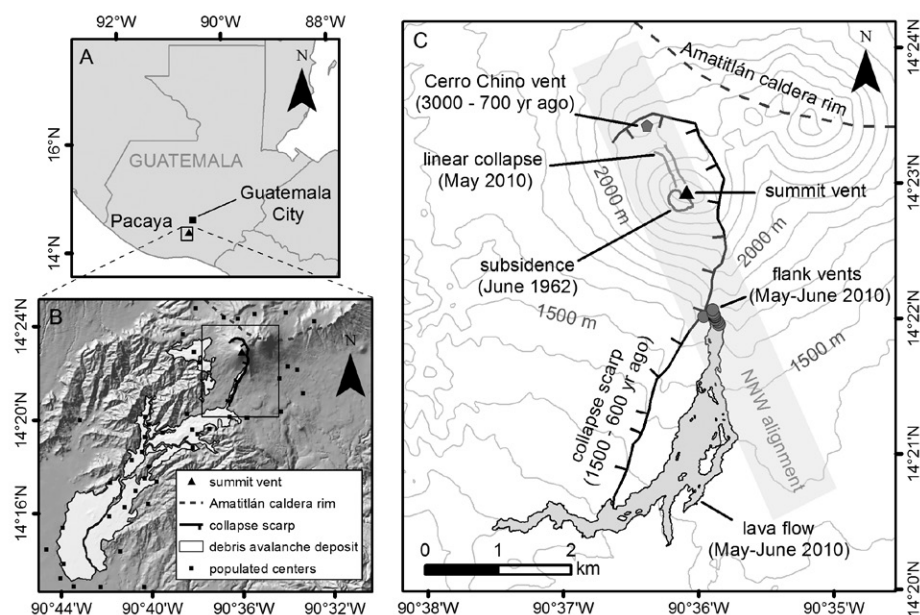 92°W
90°W
88°W
A
N
16°N
14°N
GUATEMALA
Guatemala
City
Pacaya
B
N
14°24'N
14°20'N
14°16'N
summit vent
Amatitlán caldera rim
collapse scarp
debris avalanche deposit
populated centers
90°44'W
90°40'W
90°36'W
90°32'W
C
N
Amatitlán caldera rim
Cerro Chino vent
(3000 - 700 yr ago)
linear collapse
(May 2010)
2000 m
summit vent
subsidence
(June 1962)
2000 m
flank vents
(May-June 2010)
1500 m
1500 m
collapse scarp
(1500 - 600 yr ago)
NNW alignment
lava flow
(May-June 2010)
0 1 2
km
14°24'N
14°23'N
14°22'N
14°21'N
14°20'N
90°38'W
90°37'W
90°36'W
90°35'W